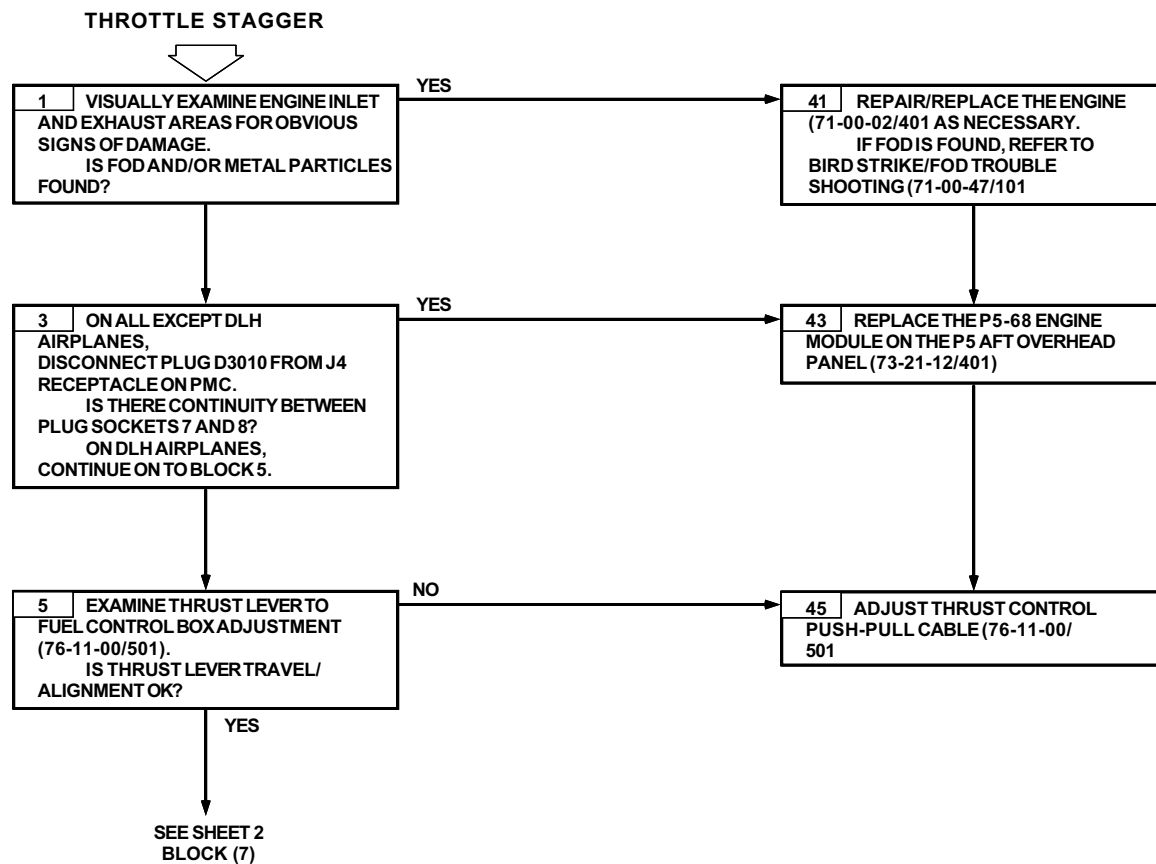 THROTTLE STAGGER
1 VISUALLY EXAMINE ENGINE INLET
AND EXHAUST AREAS FOR OBVIOUS
SIGNS OF DAMAGE.
IS FOD AND/OR METAL PARTICLES
FOUND?
YES
41 REPAIR/REPLACE THE ENGINE
(71-00-02/401 AS NECESSARY.
IF FOD IS FOUND, REFER TO
BIRD STRIKE/FOD TROUBLE
SHOOTING (71-00-47/101
3 ON ALL EXCEPT DLH
AIRPLANES,
DISCONNECT PLUG D3010 FROM J4
RECEPTACLE ON PMC.
IS THERE CONTINUITY BETWEEN
PLUG SOCKETS 7 AND 8?
ON DLH AIRPLANES,
CONTINUE ON TO BLOCK 5.
YES
43 REPLACE THE P5-68 ENGINE
MODULE ON THE P5 AFT OVERHEAD
PANEL (73-21-12/401)
5 EXAMINE THRUST LEVER TO
FUEL CONTROL BOX ADJUSTMENT
(76-11-00/501).
IS THRUST LEVER TRAVEL/
ALIGNMENT OK?
NO
45 ADJUST THRUST CONTROL
PUSH-PULL CABLE (76-11-00/
501
YES
SEE SHEET 2
BLOCK (7)